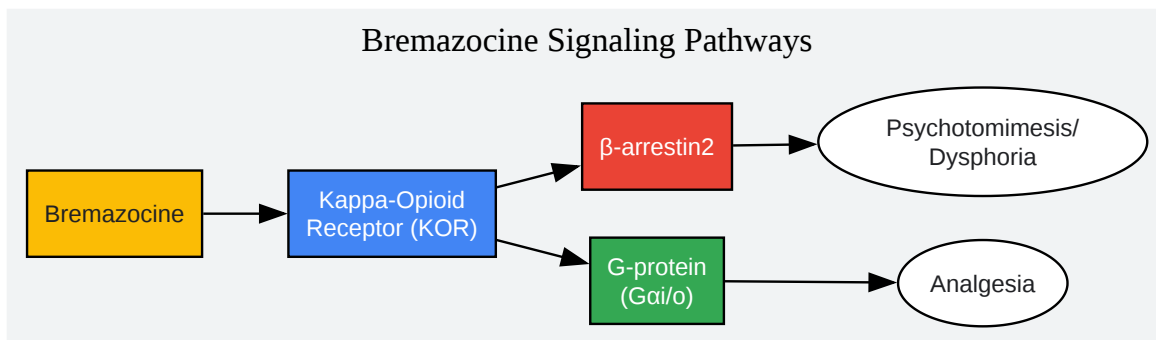 Bremazocine Signaling Pathways
Bremazocine
Kappa-Opioid
Receptor (KOR)
β-arrestin2
Psychotomimesis/
Dysphoria
G-protein
(Gαi/o)
Analgesia